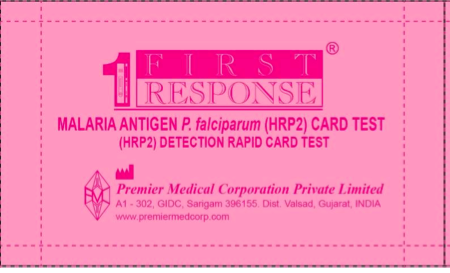 1 FIRST ®
RESPONSE
MALARIA ANTIGEN P. falciparum (HRP2) CARD TEST
(HRP2) DETECTION RAPID CARD TEST
Premier Medical Corporation Private Limited
A1 - 302, GIDC, Sarigam 396155. Dist. Valsad, Gujarat, INDIA
www.premiermedcorp.com